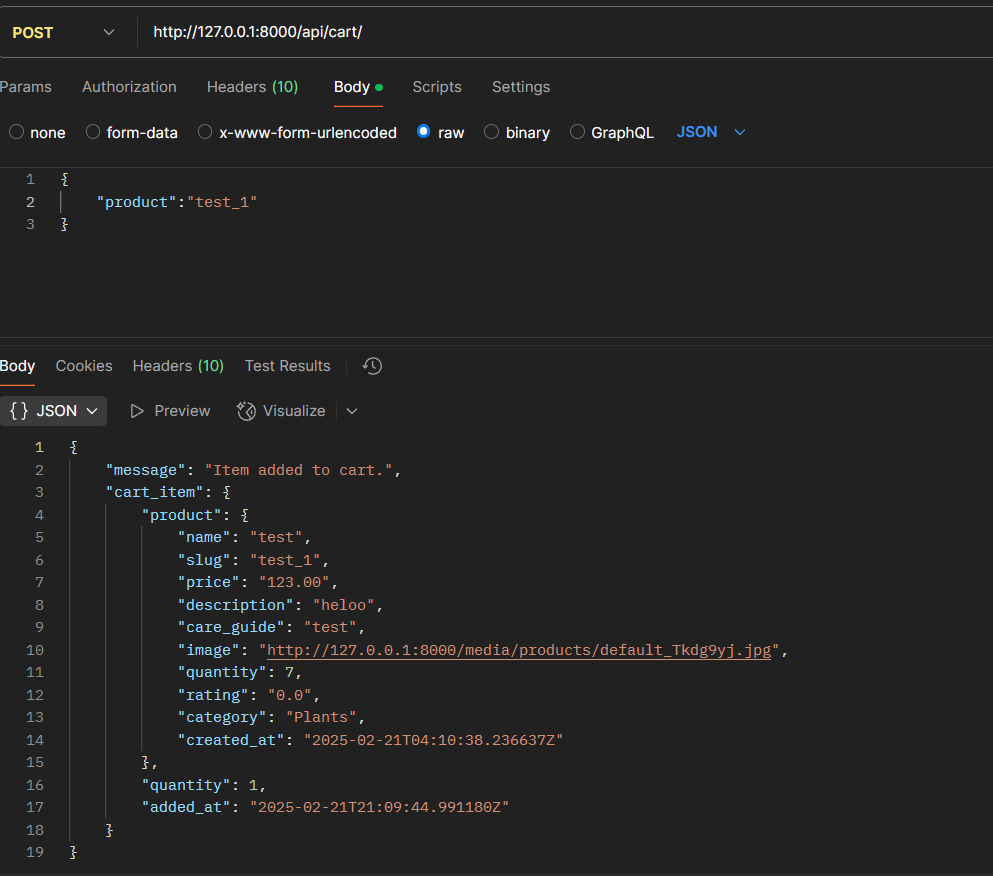 POST http://127.0.0.1:8000/api/cart/
Params Authorization Headers (10) Body Scripts Settings
none form-data x-www-form-urlencoded raw binary GraphQL JSON
1 {
2 "product":"test_1"
3 }
Body Cookies Headers (10) Test Results
{} JSON Preview Visualize
1 {
2 "message": "Item added to cart.",
3 "cart_item": {
4 "product": {
5 "name": "test",
6 "slug": "test_1",
7 "price": "123.00",
8 "description": "heloo",
9 "care_guide": "test",
10 "image": "http://127.0.0.1:8000/media/products/default_Tkdg9yj.jpg",
11 "quantity": 7,
12 "rating": "0.0",
13 "category": "Plants",
14 "created_at": "2025-02-21T04:10:38.236637Z"
15 },
16 "quantity": 1,
17 "added_at": "2025-02-21T21:09:44.991180Z"
18 }
19 }